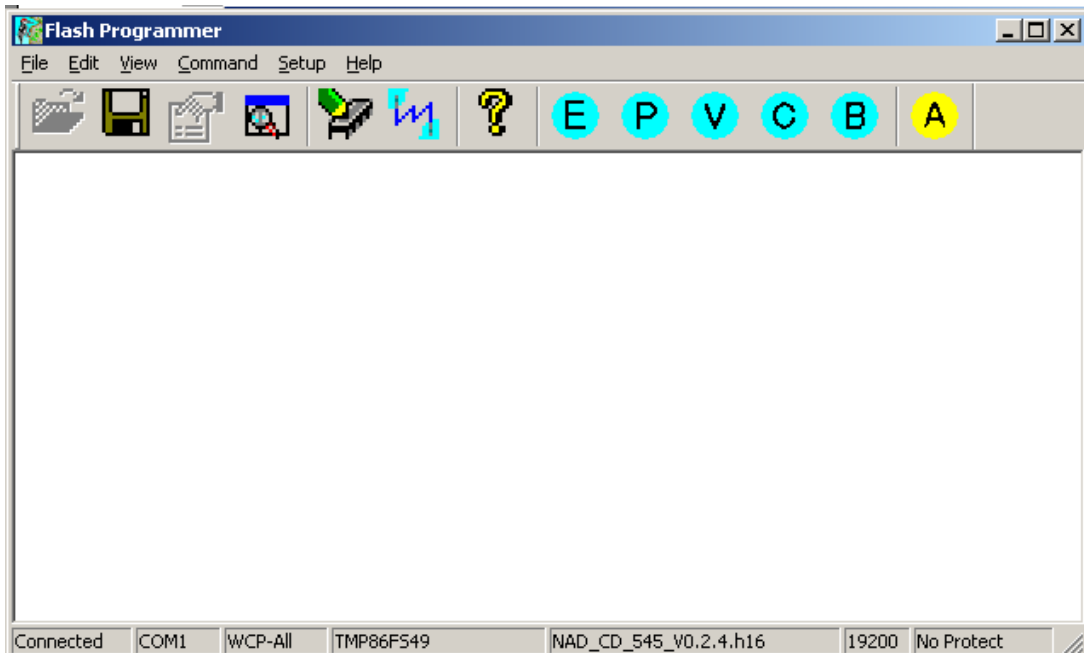 Flash Programmer
File Edit View Command Setup Help
E P V C B A
Connected COM1 WCP-All TMP86FS49 NAD_CD_545_V0.2.4.h16 19200 No Protect